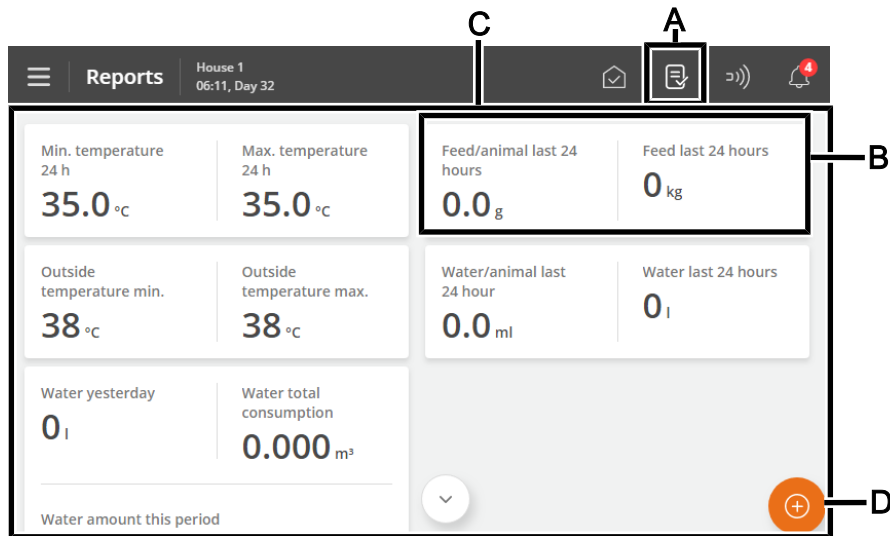 C
A
Reports
House 1
06:11, Day 32
4
Min. temperature
24 h
35.0 °C
Max. temperature
24 h
35.0 °C
Feed/animal last 24
hours
0.0 g
Feed last 24 hours
0 kg
B
Outside
temperature min.
38 °C
Outside
temperature max.
38 °C
Water/animal last
24 hour
0.0 ml
Water last 24 hours
0 l
Water yesterday
0 l
Water total
consumption
0.000 m³
Water amount this period
D